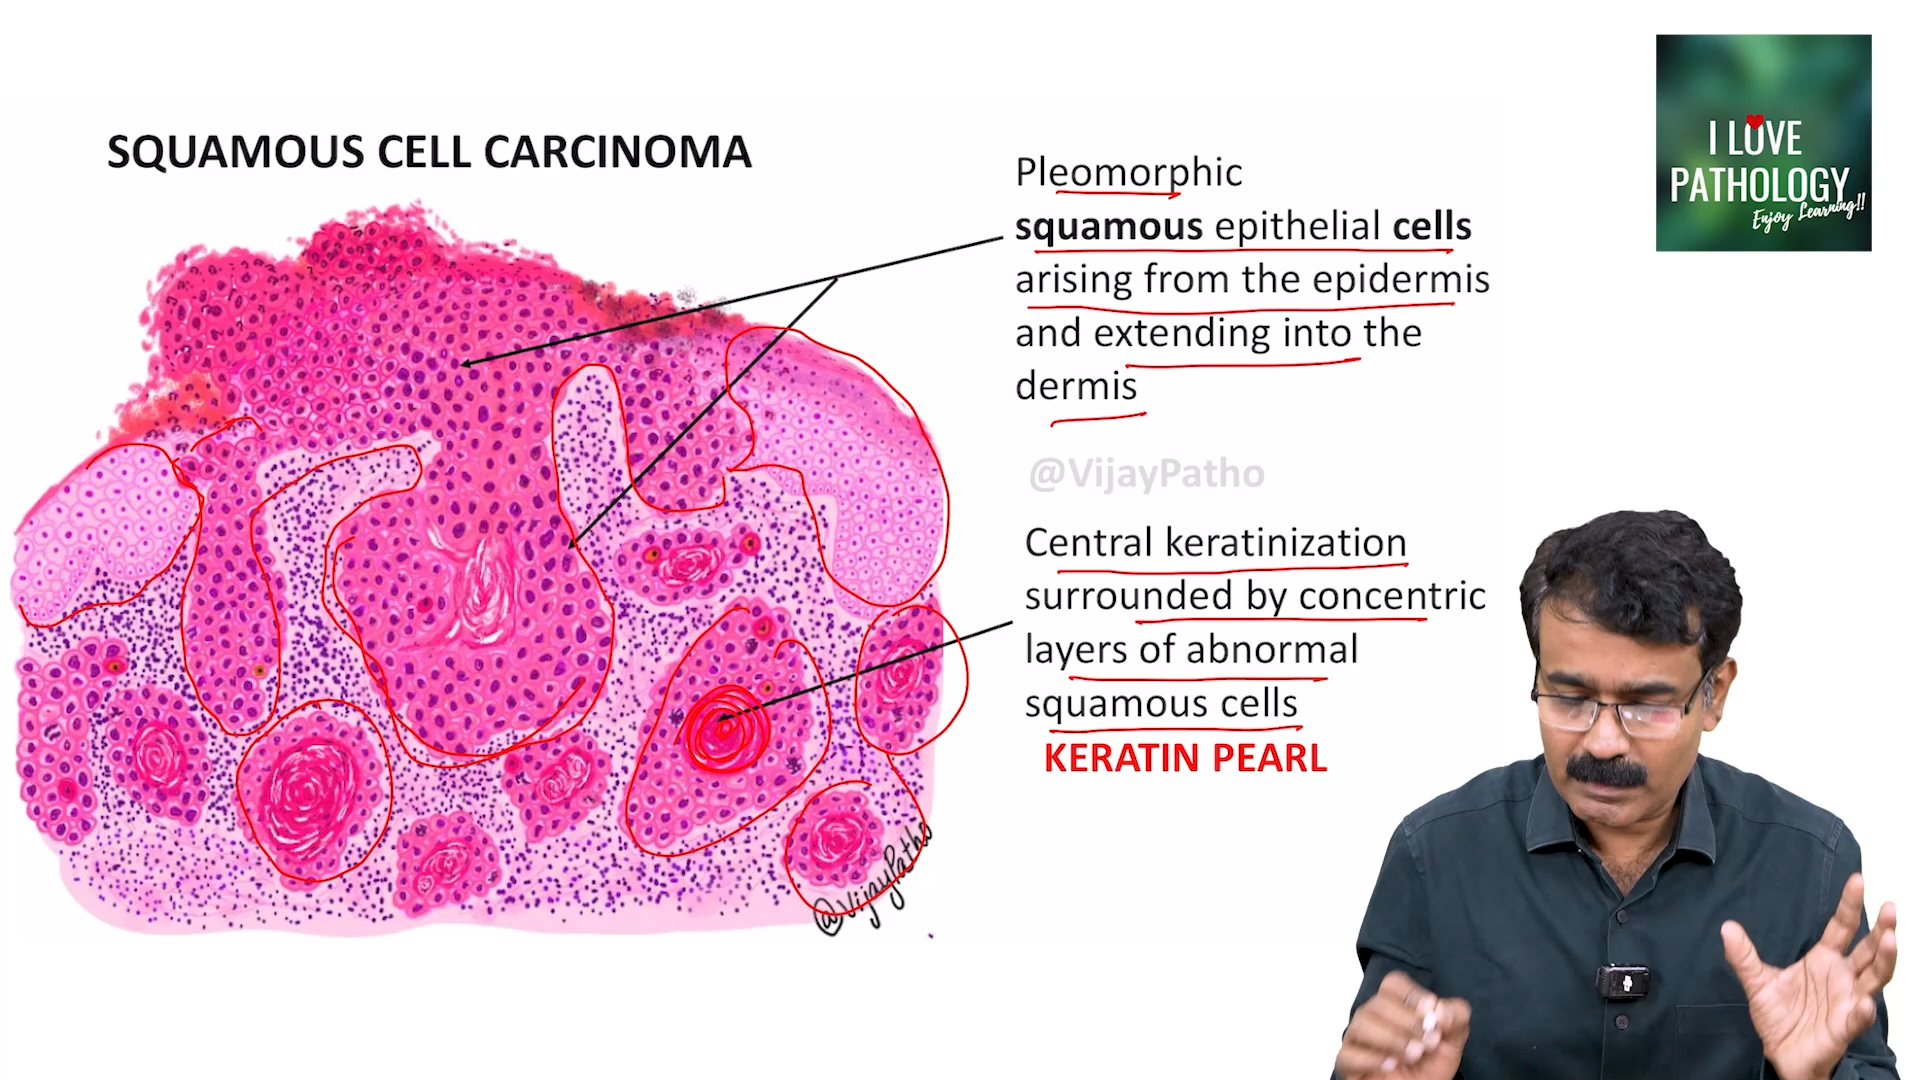 SQUAMOUS CELL CARCINOMA
Pleomorphic
squamous epithelial cells
arising from the epidermis
and extending into the
dermis
@VijayPatho
Central keratinization
surrounded by concentric
layers of abnormal
squamous cells
KERATIN PEARL
@VijayPatho
I LOVE
PATHOLOGY
Enjoy Learning!!